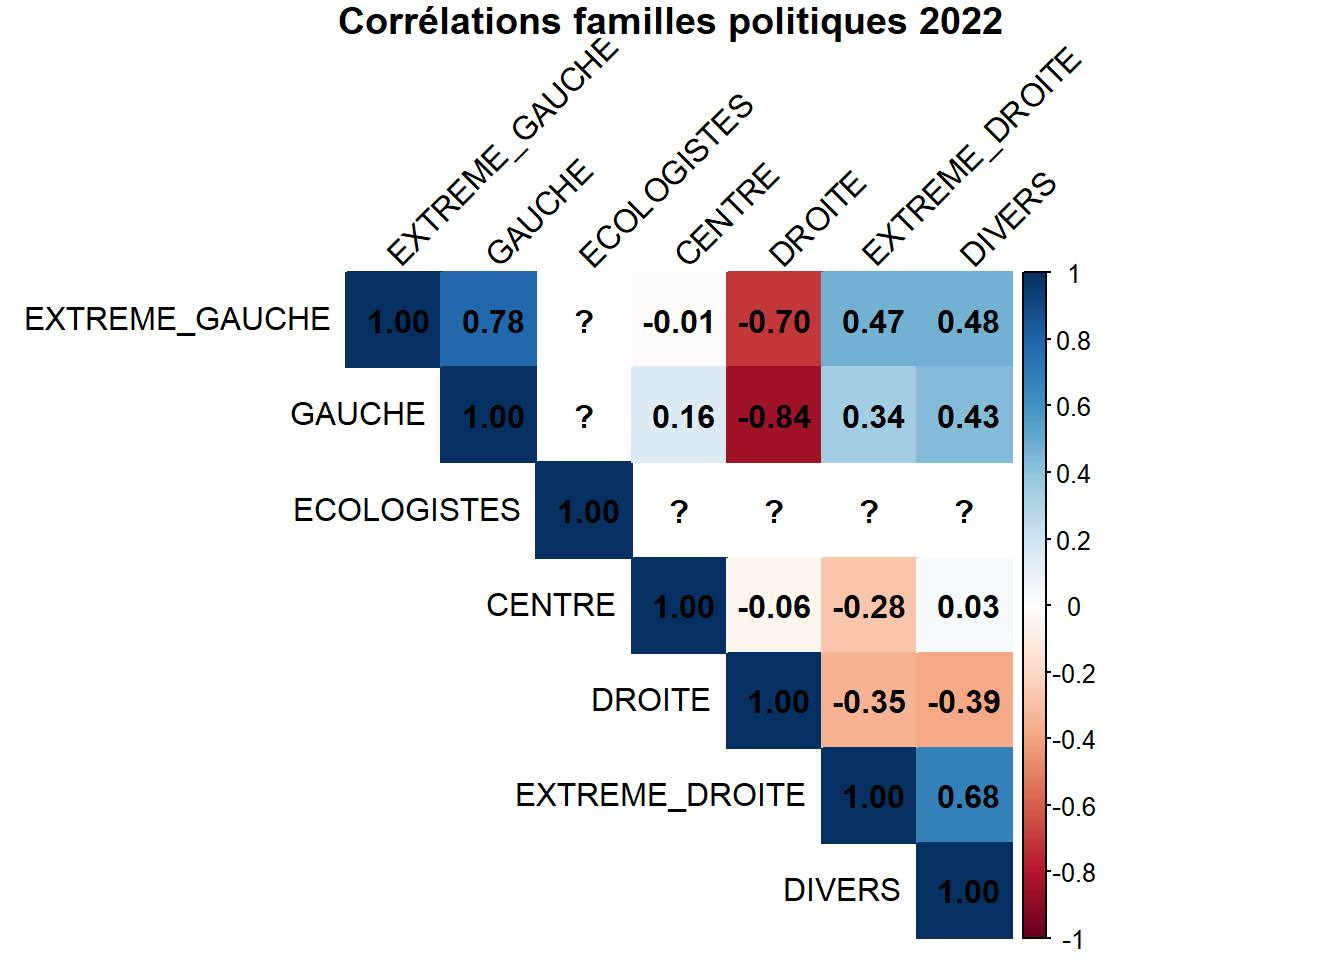 Corrélations familles politiques 2022
EXTREME_GAUCHE
GAUCHE
ECOLOGISTES
CENTRE
DROITE
EXTREME_DROITE
DIVERS
EXTREME_GAUCHE 1.00 0.78 ? -0.01 -0.70 0.47 0.48
GAUCHE 1.00 ? 0.16 -0.84 0.34 0.43
ECOLOGISTES 1.00 ? ? ? ?
CENTRE 1.00 -0.06 -0.28 0.03
DROITE 1.00 -0.35 -0.39
EXTREME_DROITE 1.00 0.68
DIVERS 1.00
1
0.8
0.6
0.4
0.2
0
-0.2
-0.4
-0.6
-0.8
-1